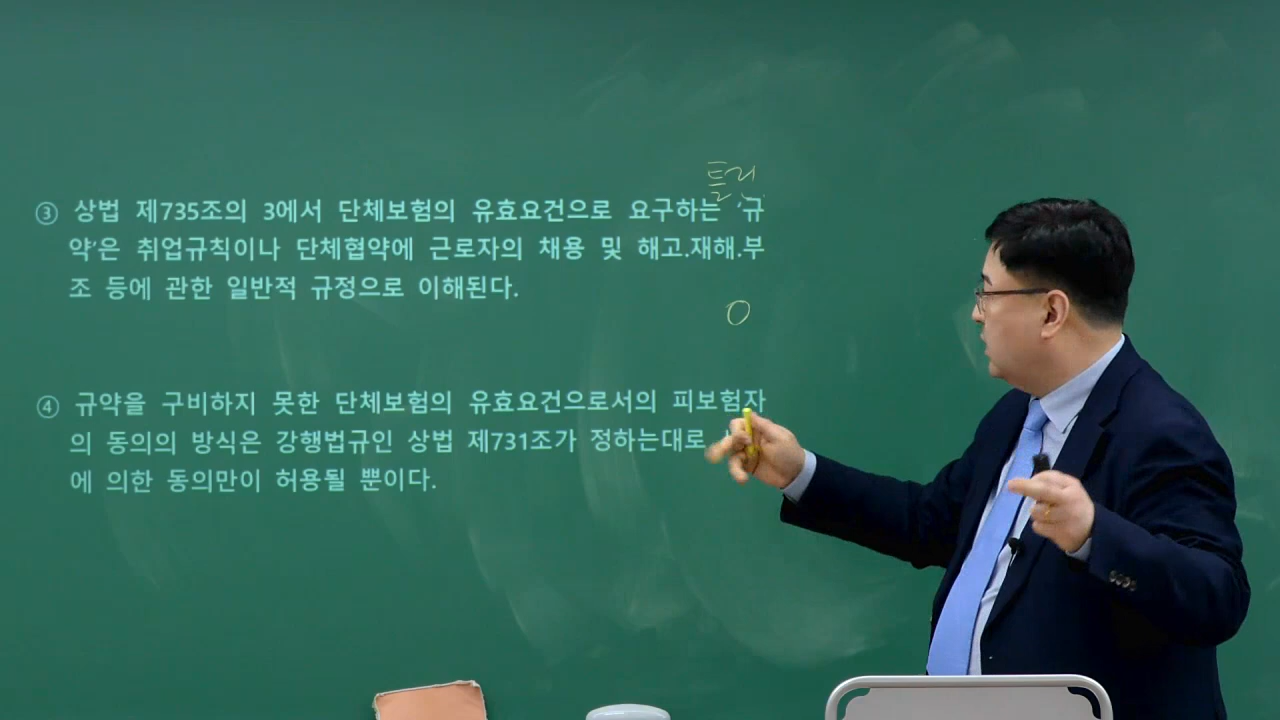 틀리
③ 상법 제735조의 3에서 단체보험의 유효요건으로 요구하는 '규
약'은 취업규칙이나 단체협약에 근로자의 채용 및 해고.재해.부
조 등에 관한 일반적 규정으로 이해된다.
④ 규약을 구비하지 못한 단체보험의 유효요건으로서의 피보험자
의 동의의 방식은 강행법규인 상법 제731조가 정하는대로
에 의한 동의만이 허용될 뿐이다.